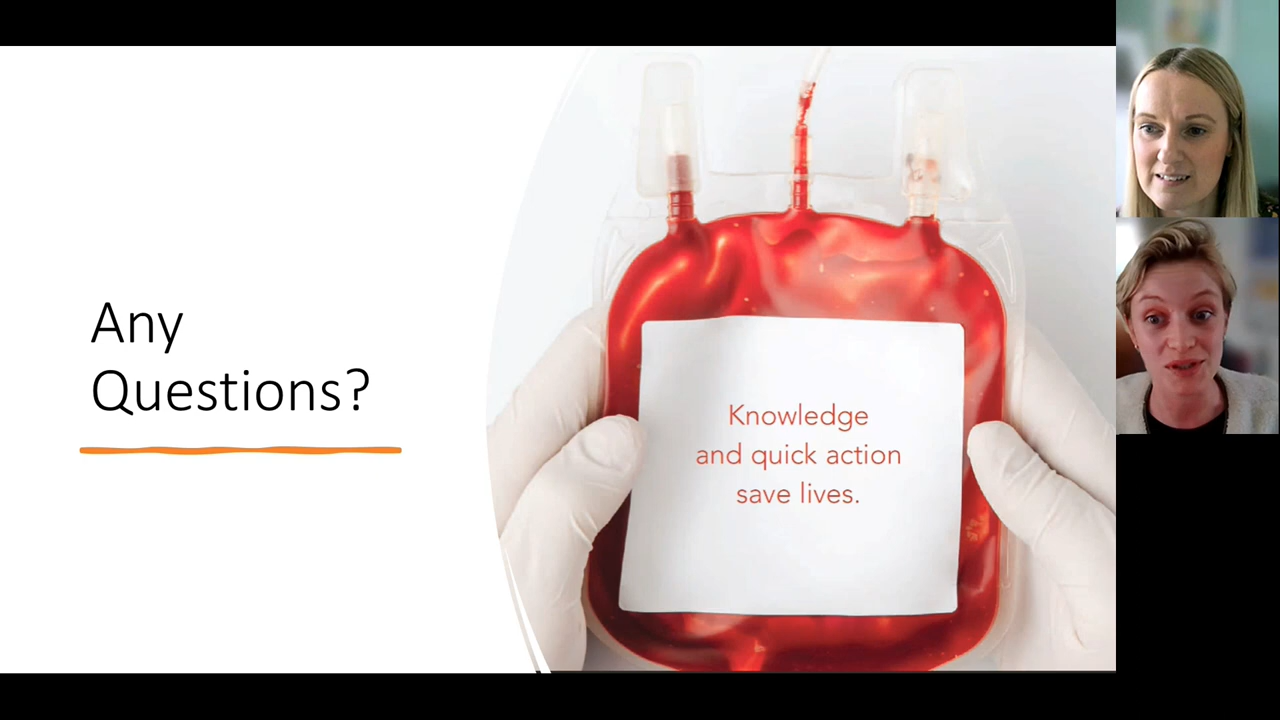 Any
Questions?
Knowledge
and quick action
save lives.